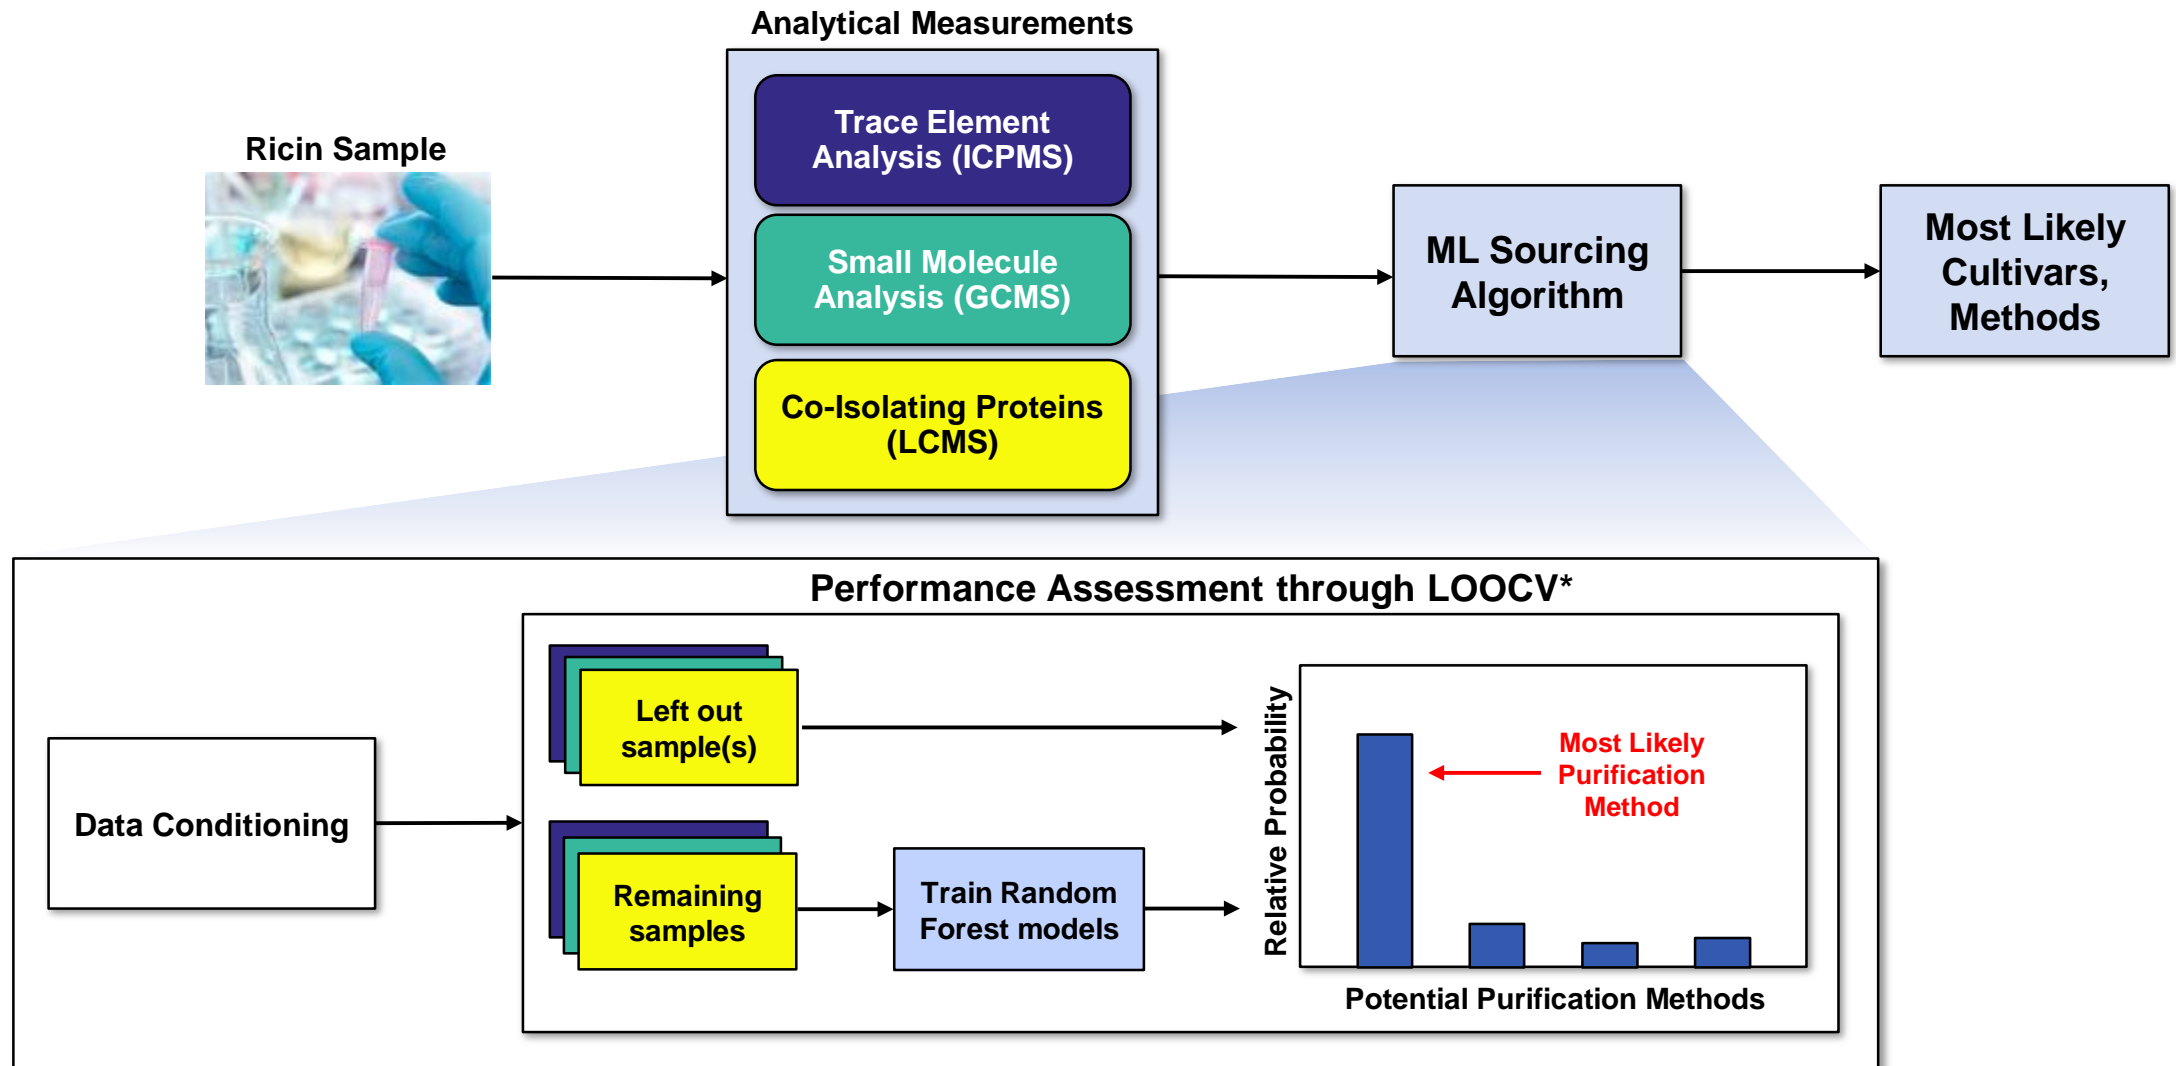 Analytical Measurements
Ricin Sample
Trace Element
Analysis (ICPMS)
Small Molecule
Analysis (GCMS)
Co-Isolating Proteins
(LCMS)
ML Sourcing
Algorithm
Most Likely
Cultivars,
Methods
Performance Assessment through LOOCV*
Data Conditioning
Left out
sample(s)
Remaining
samples
Train Random
Forest models
Relative Probability
Most Likely
Purification
Method
Potential Purification Methods